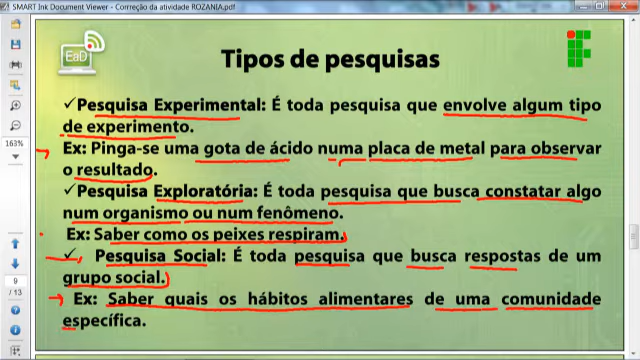 SMART Ink Document Viewer - Correção da atividade ROZANIA.pdf
EaD
Tipos de pesquisas
163%
✓Pesquisa Experimental: É toda pesquisa que envolve algum tipo
de experimento.
Ex: Pinga-se uma gota de ácido numa placa de metal para observar
o resultado.
✓Pesquisa Exploratória: É toda pesquisa que busca constatar algo
num organismo ou num fenômeno.
Ex: Saber como os peixes respiram.
✓ Pesquisa Social: É toda pesquisa que busca respostas de um
grupo social.
Ex: Saber quais os hábitos alimentares de uma comunidade
específica.
9
/ 13